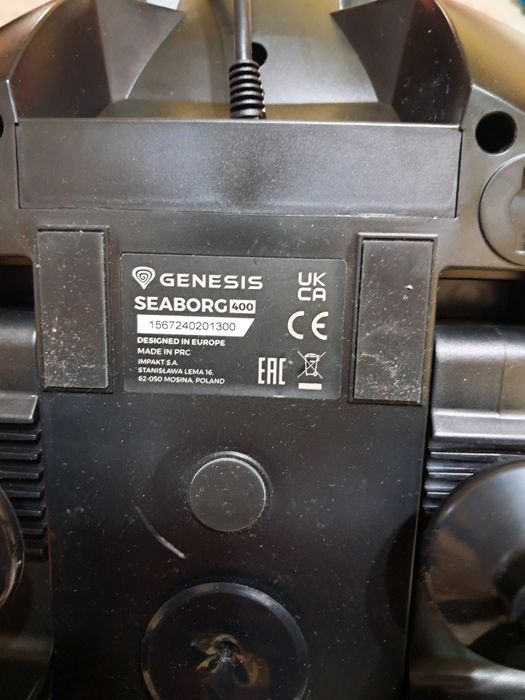 GENESIS
SEABORG 400
1567240201300
DESIGNED IN EUROPE
MADE IN PRC
IMPAKT S.A.
STANISŁAWA LEMA 16,
62-050 MOSINA, POLAND
UK
CA
CE
EAC